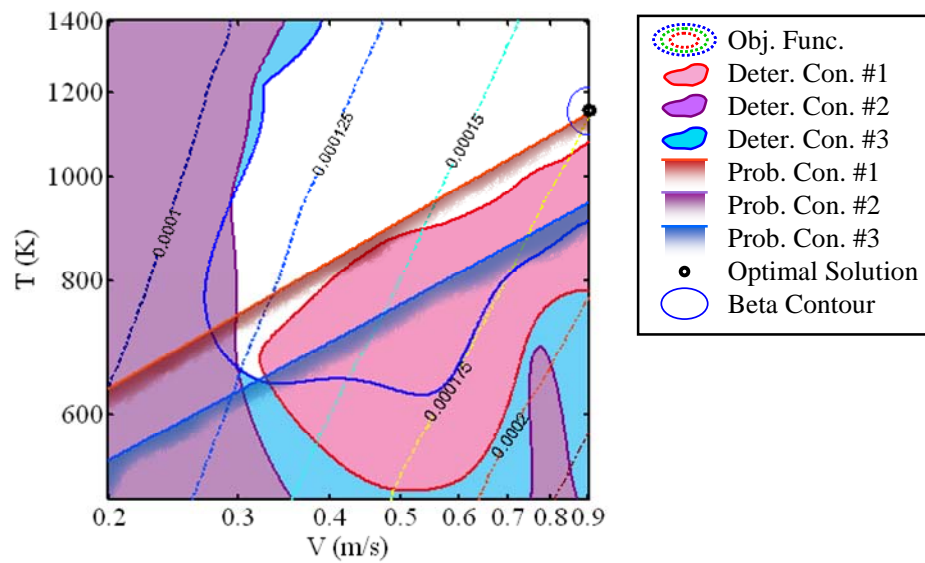 1400
1200
1000
800
600
T (K)
0.2
0.3
0.4
0.5
0.6
0.7
0.8
0.9
V (m/s)
0.0001
0.000125
0.00015
0.000175
0.0002
Obj. Func.
Deter. Con. #1
Deter. Con. #2
Deter. Con. #3
Prob. Con. #1
Prob. Con. #2
Prob. Con. #3
Optimal Solution
Beta Contour